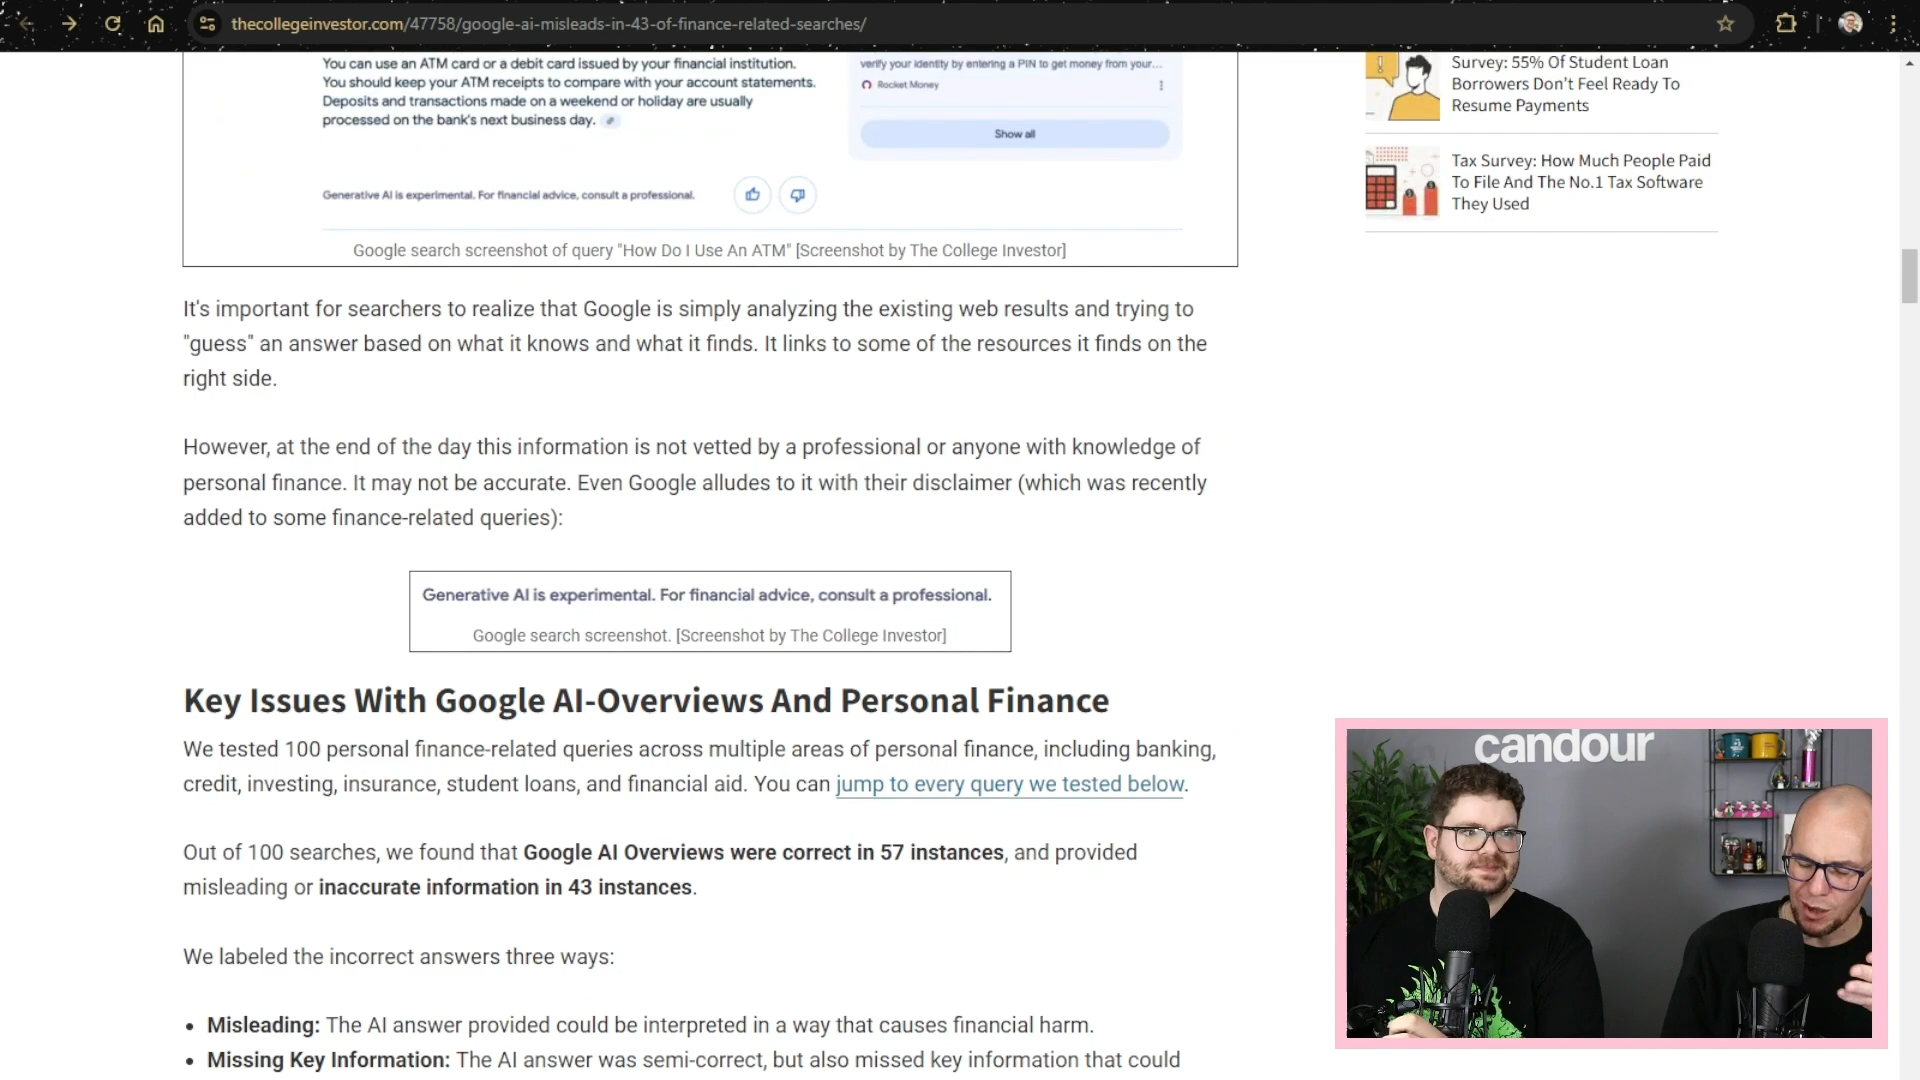 thecollegeinvestor.com/47758/google-ai-misleads-in-43-of-finance-related-searches/
You can use an ATM card or a debit card issued by your financial institution.
You should keep your ATM receipts to compare with your account statements.
Deposits and transactions made on a weekend or holiday are usually
processed on the bank's next business day.
verify your identity by entering a PIN to get money from your...
Rocket Money
Show all
Generative AI is experimental. For financial advice, consult a professional.
Google search screenshot of query "How Do I Use An ATM" [Screenshot by The College Investor]
Survey: 55% Of Student Loan
Borrowers Don't Feel Ready To
Resume Payments
Tax Survey: How Much People Paid
To File And The No.1 Tax Software
They Used
It's important for searchers to realize that Google is simply analyzing the existing web results and trying to
"guess" an answer based on what it knows and what it finds. It links to some of the resources it finds on the
right side.
However, at the end of the day this information is not vetted by a professional or anyone with knowledge of
personal finance. It may not be accurate. Even Google alludes to it with their disclaimer (which was recently
added to some finance-related queries):
Generative AI is experimental. For financial advice, consult a professional.
Google search screenshot. [Screenshot by The College Investor]
Key Issues With Google AI-Overviews And Personal Finance
We tested 100 personal finance-related queries across multiple areas of personal finance, including banking,
credit, investing, insurance, student loans, and financial aid. You can jump to every query we tested below.
Out of 100 searches, we found that Google AI Overviews were correct in 57 instances, and provided
misleading or inaccurate information in 43 instances.
We labeled the incorrect answers three ways:
• Misleading: The AI answer provided could be interpreted in a way that causes financial harm.
• Missing Key Information: The AI answer was semi-correct, but also missed key information that could
candour